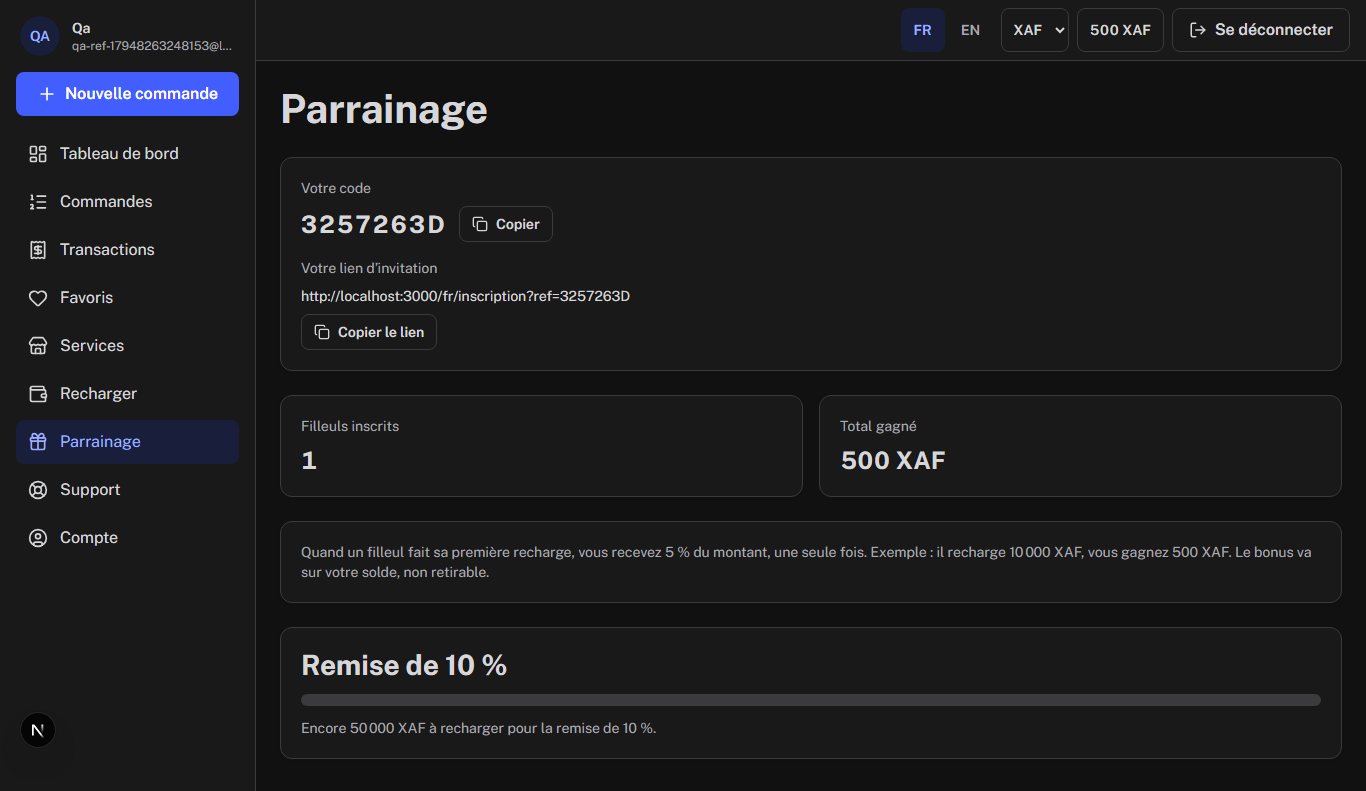 QA
Qa
qa-ref-17948263248153@l...
FR
EN
XAF
500 XAF
Se déconnecter
Nouvelle commande
Tableau de bord
Commandes
Transactions
Favoris
Services
Recharger
Parrainage
Support
Compte
N
Parrainage
Votre code
3257263D
Copier
Votre lien d'invitation
http://localhost:3000/fr/inscription?ref=3257263D
Copier le lien
Filleuls inscrits
1
Total gagné
500 XAF
Quand un filleul fait sa première recharge, vous recevez 5 % du montant, une seule fois. Exemple : il recharge 10 000 XAF, vous gagnez 500 XAF. Le bonus va
sur votre solde, non retirable.
Remise de 10 %
Encore 50 000 XAF à recharger pour la remise de 10 %.